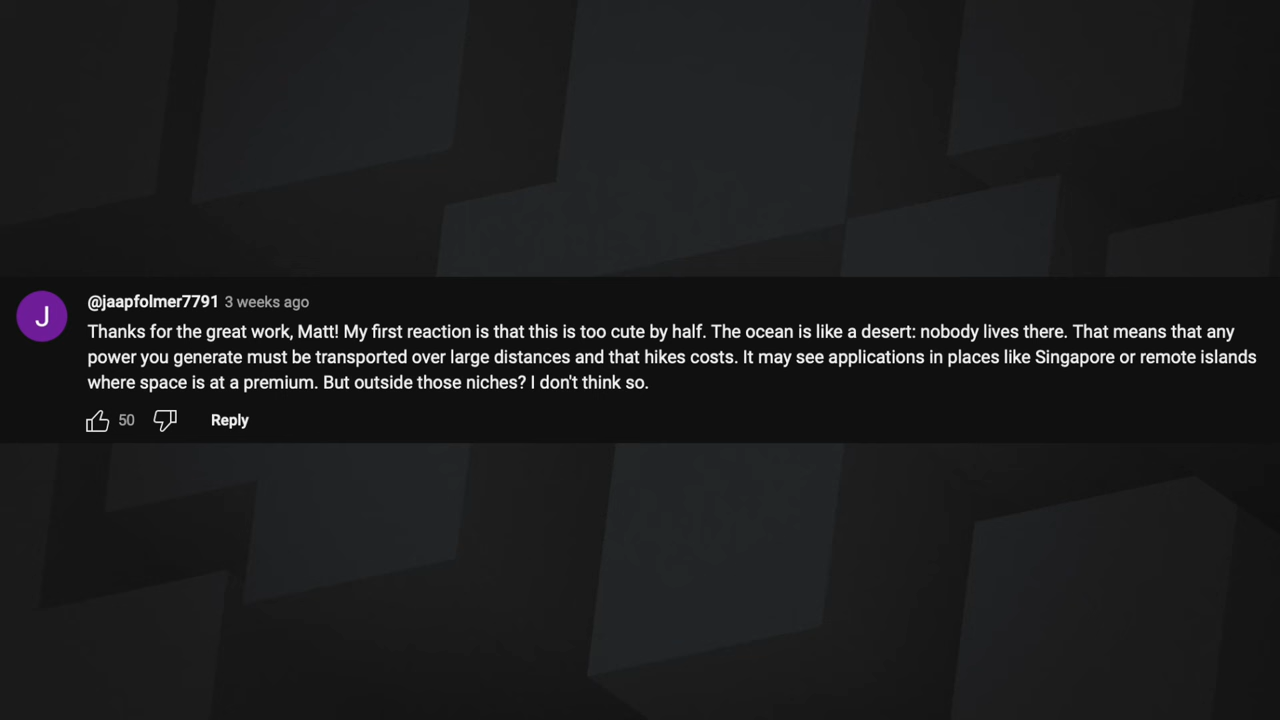 J
@jaapfolmer7791 3 weeks ago
Thanks for the great work, Matt! My first reaction is that this is too cute by half. The ocean is like a desert: nobody lives there. That means that any
power you generate must be transported over large distances and that hikes costs. It may see applications in places like Singapore or remote islands
where space is at a premium. But outside those niches? I don't think so.
50 Reply